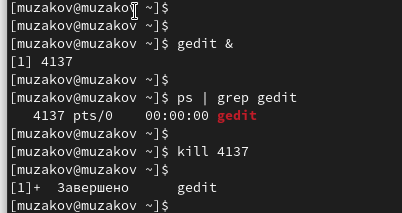 [muzakov@muzakov ~]$
[muzakov@muzakov ~]$
[muzakov@muzakov ~]$ gedit &
[1] 4137
[muzakov@muzakov ~]$
[muzakov@muzakov ~]$ ps | grep gedit
   4137 pts/0    00:00:00 gedit
[muzakov@muzakov ~]$
[muzakov@muzakov ~]$ kill 4137
[muzakov@muzakov ~]$
[1]+  Завершено      gedit
[muzakov@muzakov ~]$